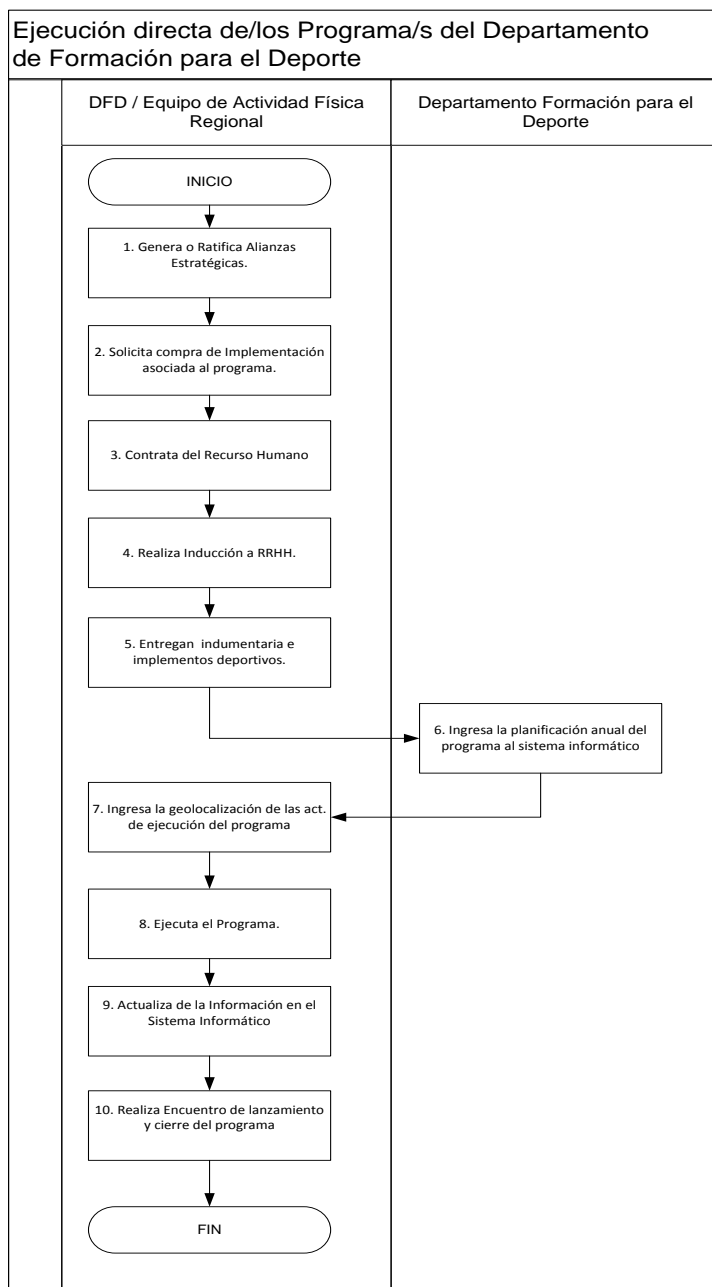 Ejecución directa de/los Programa/s del Departamento
de Formación para el Deporte
DFD / Equipo de Actividad Física
Regional
Departamento Formación para el
Deporte
INICIO
1. Genera o Ratifica Alianzas
Estratégicas.
2. Solicita compra de Implementación
asociada al programa.
3. Contrata del Recurso Humano
4. Realiza Inducción a RRHH.
5. Entregan indumentaria e
implementos deportivos.
6. Ingresa la planificación anual del
programa al sistema informático
7. Ingresa la geolocalización de las act.
de ejecución del programa
8. Ejecuta el Programa.
9. Actualiza de la Información en el
Sistema Informático
10. Realiza Encuentro de lanzamiento
y cierre del programa
FIN